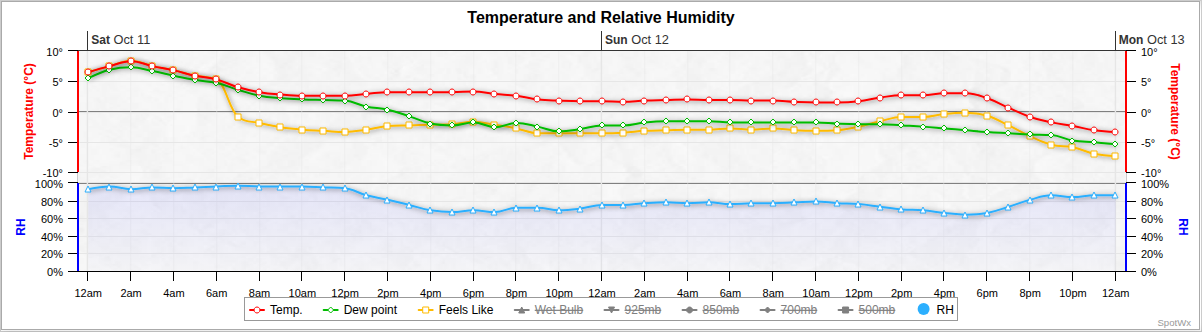 Temperature and Relative Humidity
Sat Oct 11 Sun Oct 12 Mon Oct 13
10° 10°
5° 5°
0° 0°
-5° -5°
-10° -10°
Temperature (°C) Temperature (°C)
100% 100%
80% 80%
60% 60%
40% 40%
20% 20%
0% 0%
RH RH
12am 2am 4am 6am 8am 10am 12pm 2pm 4pm 6pm 8pm 10pm 12am 2am 4am 6am 8am 10am 12pm 2pm 4pm 6pm 8pm 10pm 12am
Temp. Dew point Feels Like Wet Bulb 925mb 850mb 700mb 500mb RH
SpotWx